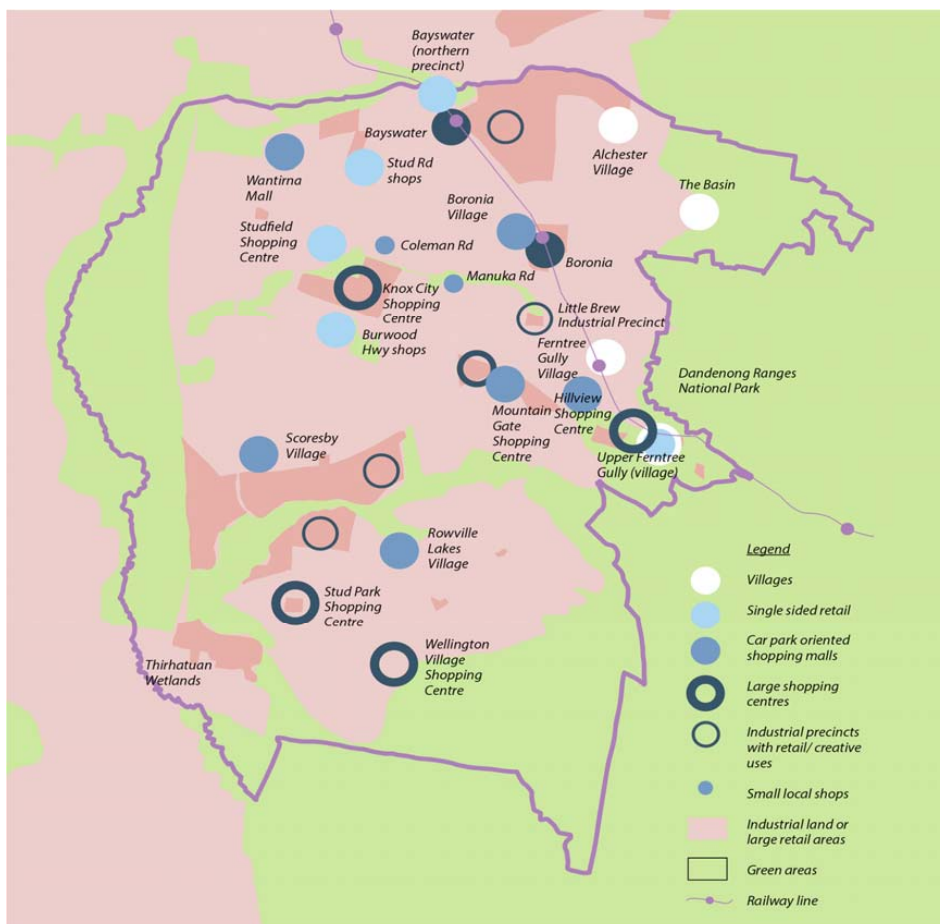 Bayswater
(northern
precinct)
Bayswater
Alchester
Village
Stud Rd
shops
Wantirna
Mall
The Basin
Boronia
Village
Studfield
Shopping
Centre
Coleman Rd
Boronia
Manuka Rd
Knox City
Shopping
Centre
Little Brew
Industrial Precinct
Burwood
Hwy shops
Ferntree
Gully
Village
Dandenong Ranges
National Park
Hillview
Shopping
Centre
Mountain
Gate
Shopping
Centre
Scoresby
Village
Upper Ferntree
Gully (village)
Rowville
Lakes
Village
Stud Park
Shopping
Centre
Wellington
Village
Shopping
Centre
Thirhatuan
Wetlands
Legend
Villages
Single sided retail
Car park oriented
shopping malls
Large shopping
centres
Industrial precincts
with retail/ creative
uses
Small local shops
Industrial land or
large retail areas
Green areas
Railway line